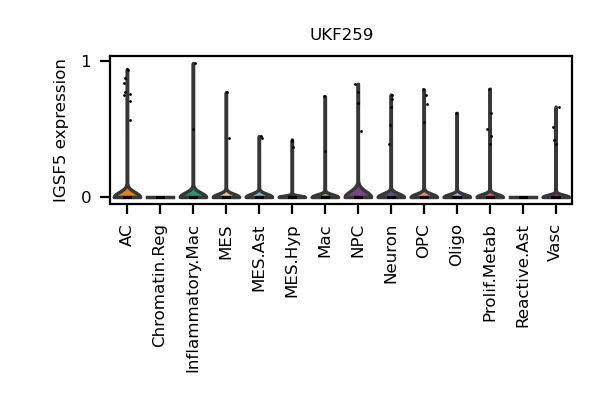 UKF259
IGSF5 expression
1
0
AC
Chromatin.Reg
Inflammatory.Mac
MES
MES.Ast
MES.Hyp
Mac
NPC
Neuron
OPC
Oligo
Prolif.Metab
Reactive.Ast
Vasc